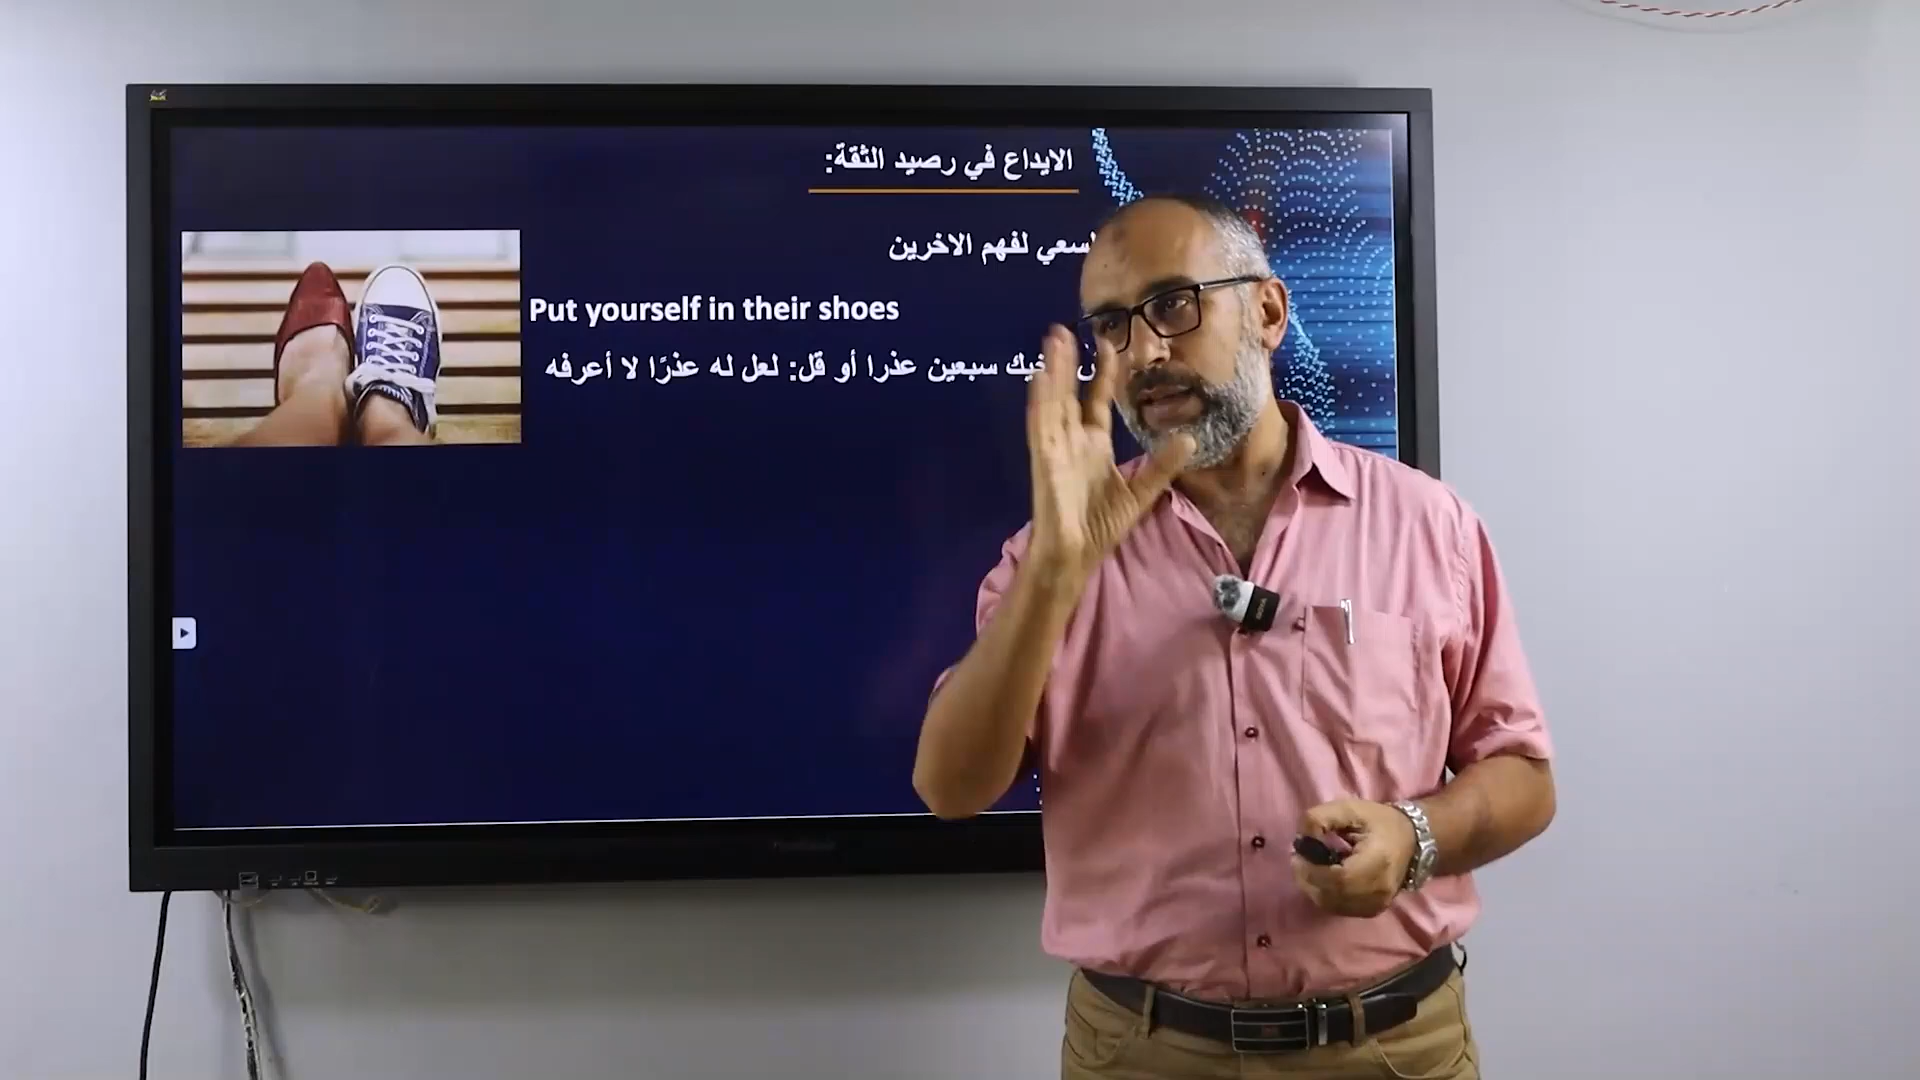 الايداع في رصيد الثقة:
لسعي لفهم الاخرين
Put yourself in their shoes
سبعين عذرا أو قل: لعل له عذرًا لا أعرفه